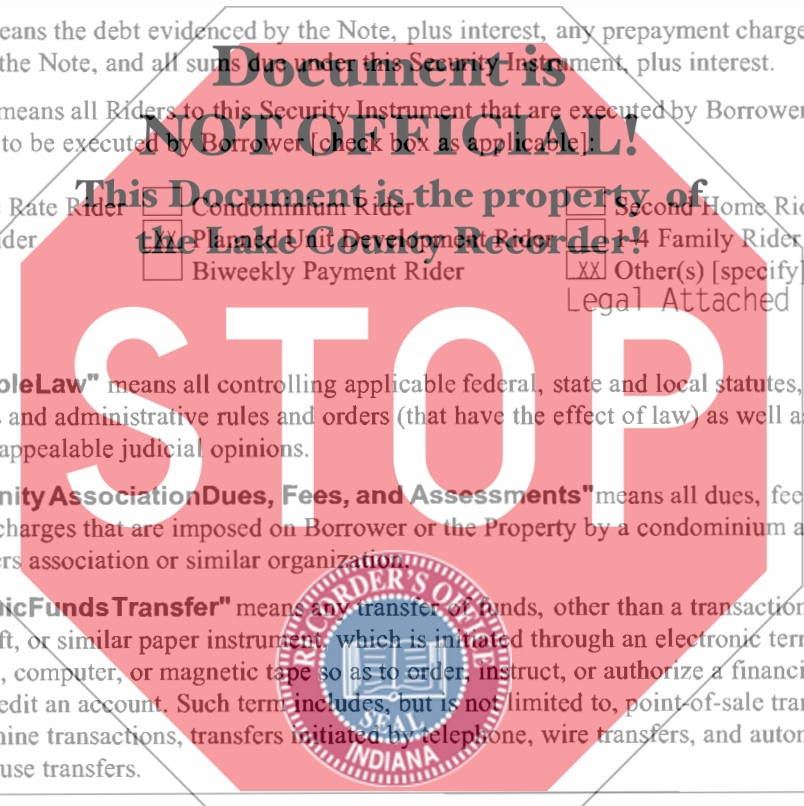 eans the debt evidenced by the Note, plus interest, any prepayment charge
the Note, and all sums due under this Security Instrument, plus interest.
Document is
means all Riders to this Security Instrument that are executed by Borrower
NOT OFFICIAL!
to be executed by Borrower [check box as applicable]:
This Document is the property of
Rate Rider Condominium Rider Second Home Ric
the Lake County Recorder!
der XX Planned Unit Development Rider 1-4 Family Rider
Biweekly Payment Rider XX Other(s) [specify]
Legal Attached
STOP
bleLaw" means all controlling applicable federal, state and local statutes,
s and administrative rules and orders (that have the effect of law) as well as
appealable judicial opinions.
nity AssociationDues, Fees, and Assessments"means all dues, fee
charges that are imposed on Borrower or the Property by a condominium a
rs association or similar organization.
nicFundsTransfer" means any transfer of funds, other than a transaction
ft, or similar paper instrument, which is initiated through an electronic tern
, computer, or magnetic tape so as to order, instruct, or authorize a financi
edit an account. Such term includes, but is not limited to, point-of-sale tran
hine transactions, transfers initiated by telephone, wire transfers, and auton
use transfers.
RECORDER'S OFFICE
SEAL
INDIANA